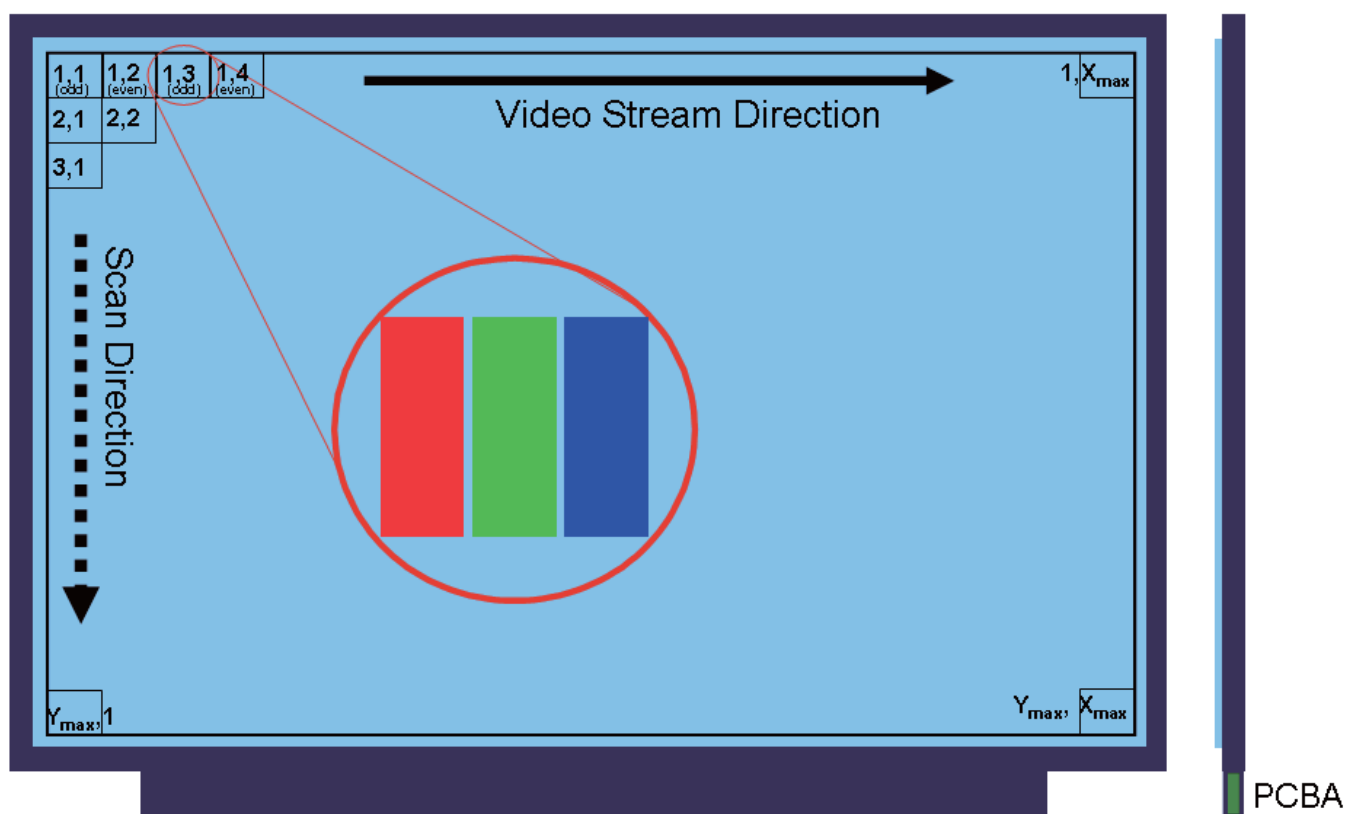 1,1 1,2 1,3 1,4 1,Xmax
(odd) (even) (odd) (even)
Video Stream Direction
2,1 2,2
3,1
Scan Direction
Ymax,1 Ymax, Xmax
PCBA